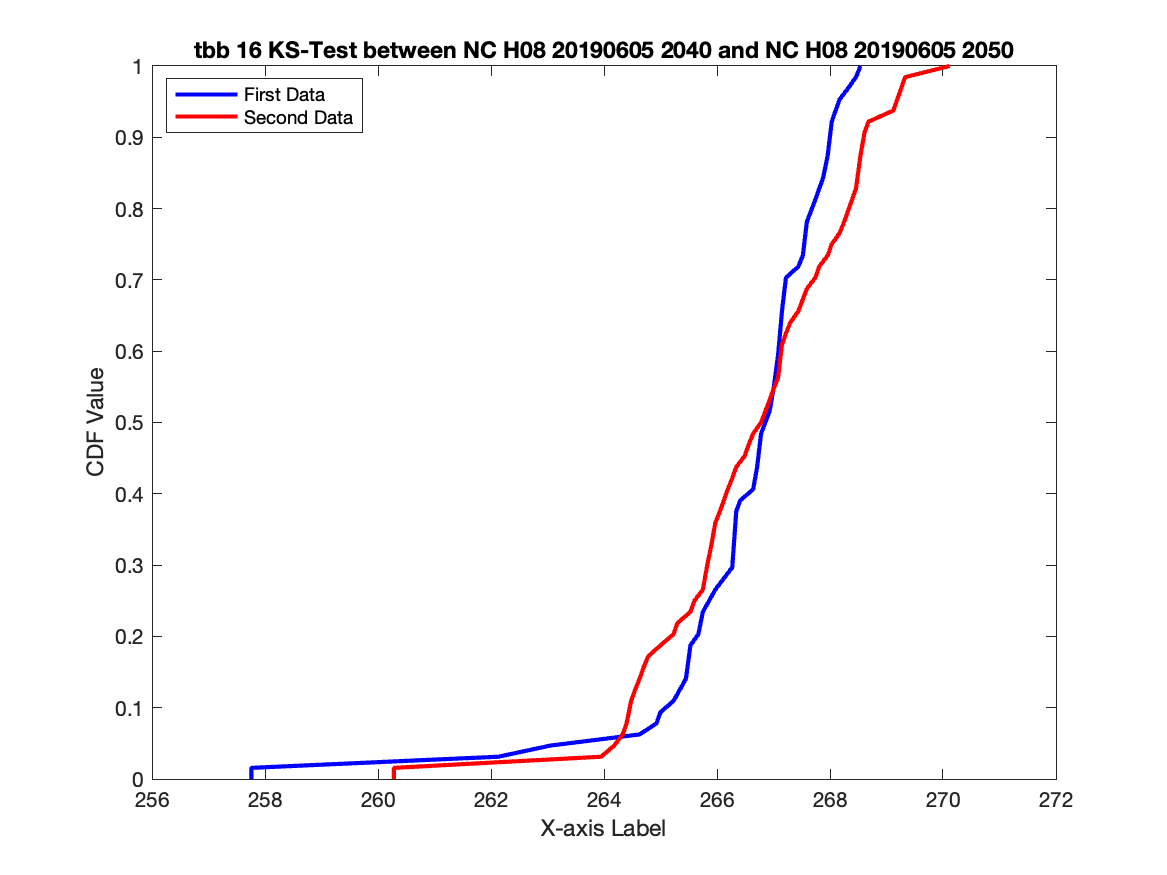 tbb 16 KS-Test between NC H08 20190605 2040 and NC H08 20190605 2050
First Data
Second Data
1
0.9
0.8
0.7
0.6
0.5
0.4
0.3
0.2
0.1
0
CDF Value
256 258 260 262 264 266 268 270 272
X-axis Label